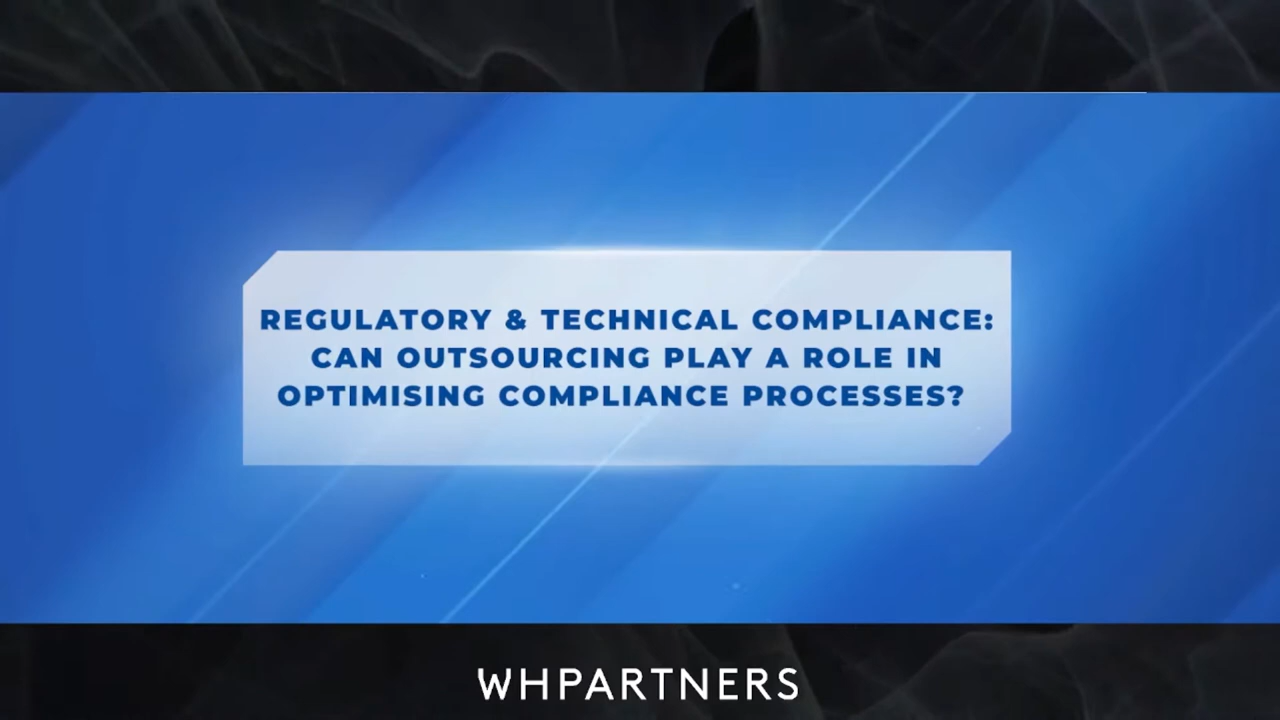 REGULATORY & TECHNICAL COMPLIANCE:
CAN OUTSOURCING PLAY A ROLE IN
OPTIMISING COMPLIANCE PROCESSES?
WHPARTNERS